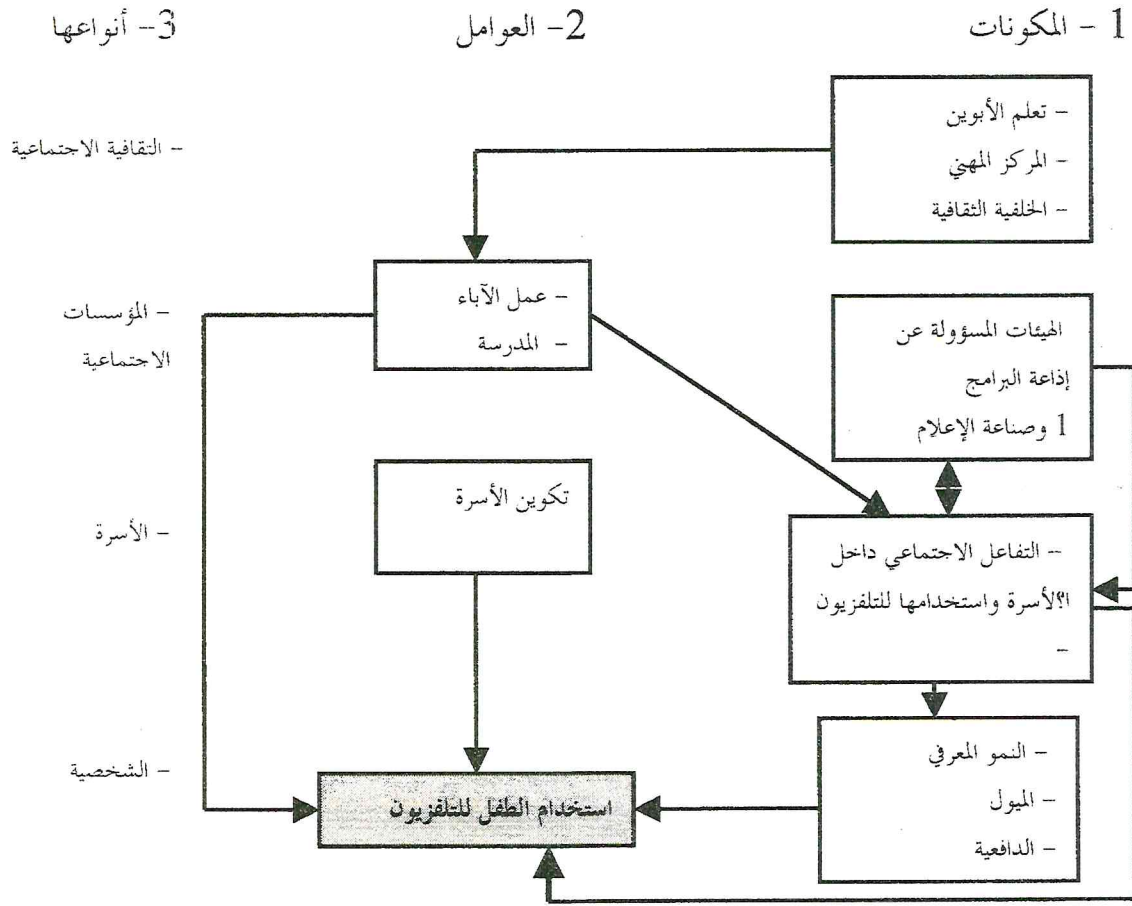 1 - المكونات
2- العوامل
3- أنواعها
- تعلم الأبوين
- المركز المهني
- الخلفية الثقافية
- التقافية الاجتماعية
- عمل الآباء
- المدرسة
- المؤسسات
الاجتماعية
الهيئات المسؤولة عن
إذاعة البرامج
1 وصناعة الإعلام
تكوين الأسرة
- الأسرة
- التفاعل الاجتماعي داخل
ا؟لأسرة واستخدامها للتلفزيون
-
- النمو المعرفي
- الميول
- الدافعية
- الشخصية
استخدام الطفل للتلفزيون